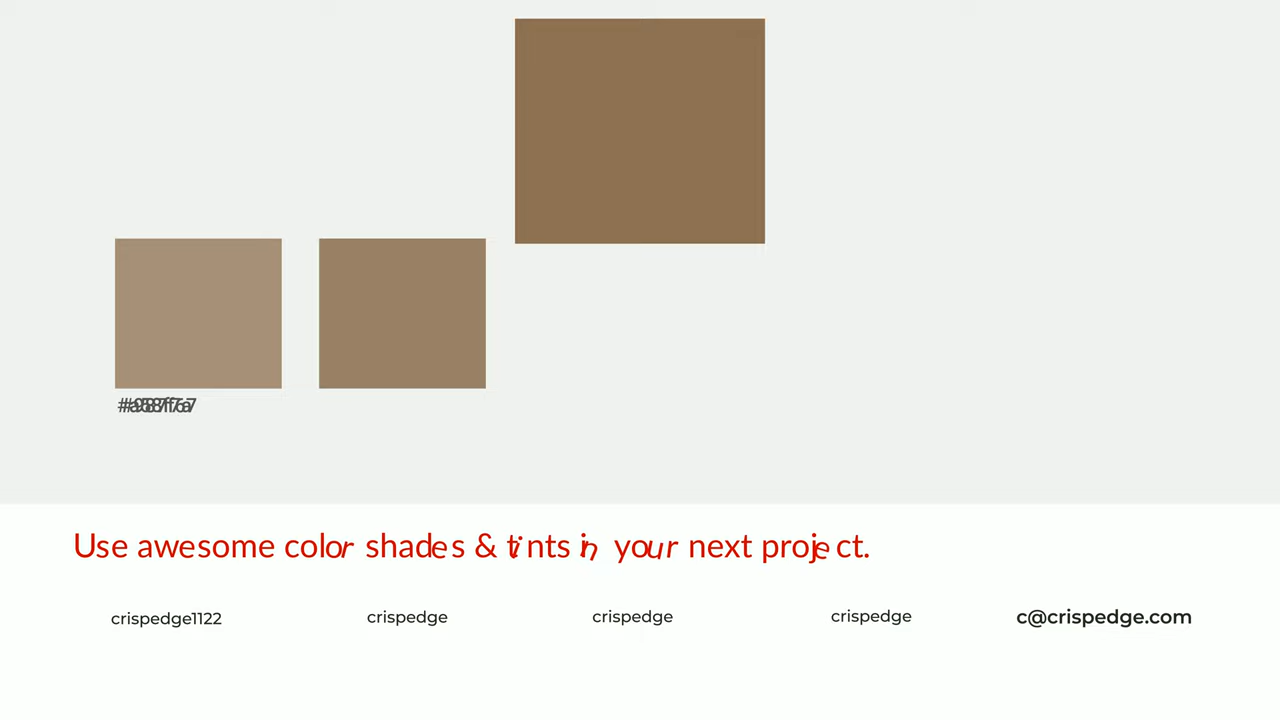 Use awesome color shades & tints in your next project.
crispedge1122 crispedge crispedge crispedge c@crispedge.com